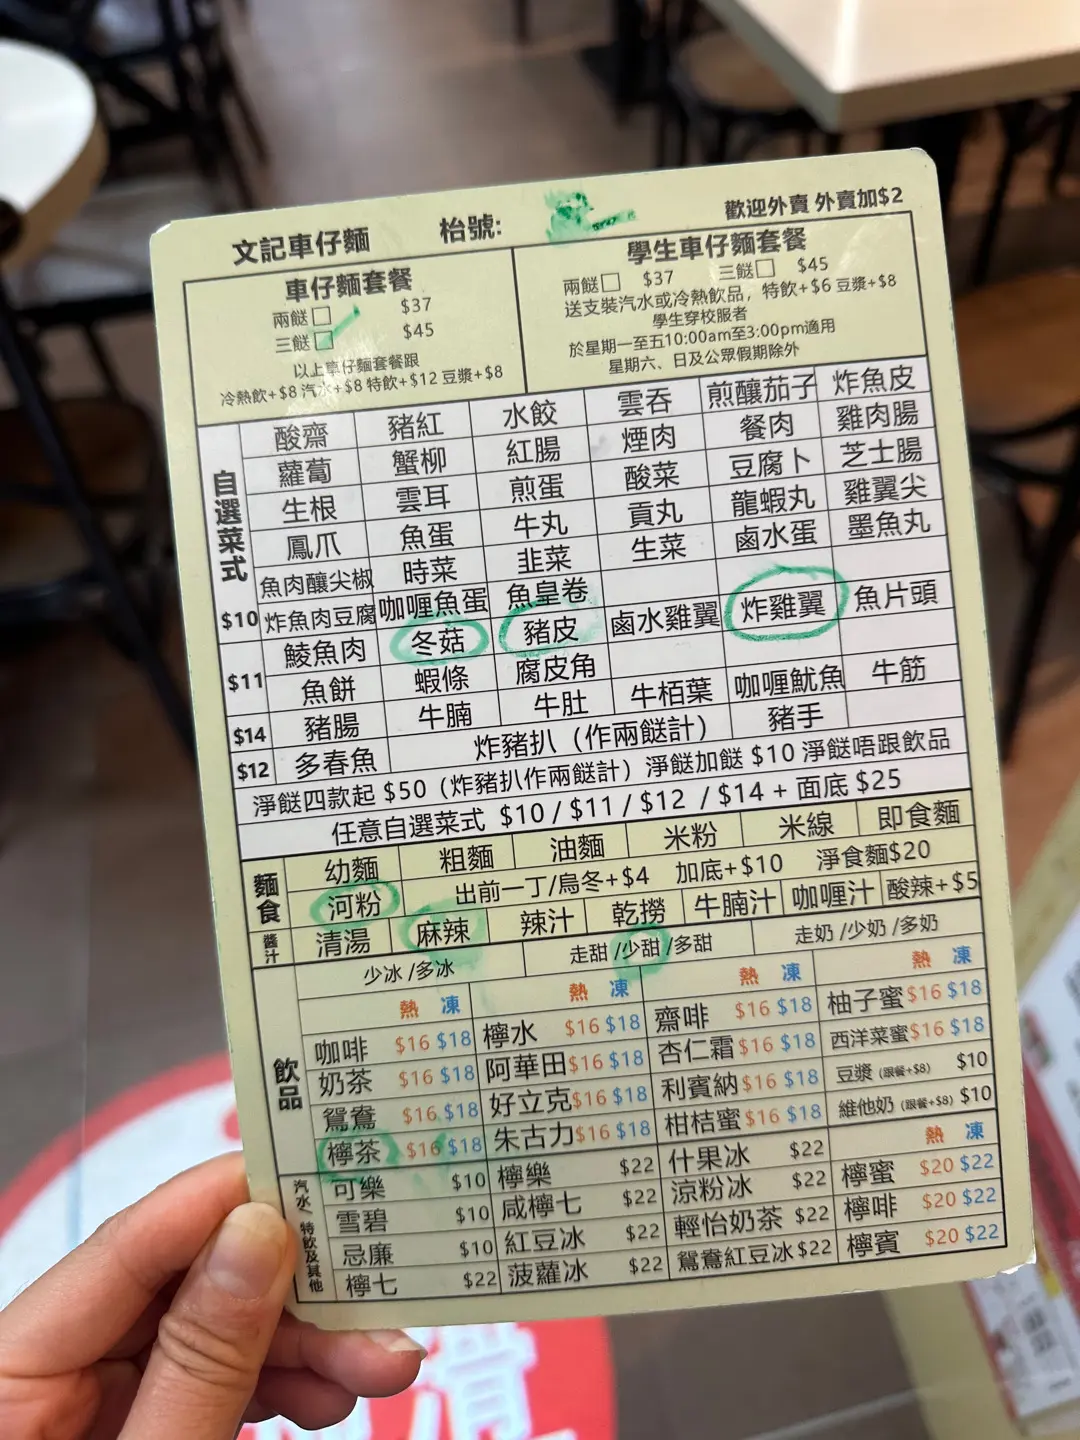 文記車仔麵 枱號: 歡迎外賣 外賣加$2
車仔麵套餐
兩餸□ $37
三餸□ $45
以上車仔麵套餐跟
冷熱飲+$8 汽水+$8 特飲+$12 豆漿+$8
學生車仔麵套餐
兩餸□ $37 三餸□ $45
送支裝汽水或冷熱飲品，特飲+$6 豆漿+$8
學生穿校服者
於星期一至五10:00am至3:00pm適用
星期六、日及公眾假期除外
自選菜式
酸齋 豬紅 水餃 雲吞 煎釀茄子 炸魚皮
蘿蔔 蟹柳 紅腸 煙肉 餐肉 雞肉腸
生根 雲耳 煎蛋 酸菜 豆腐卜 芝士腸
鳳爪 魚蛋 牛丸 貢丸 龍蝦丸 雞翼尖
魚肉釀尖椒 時菜 韭菜 生菜 鹵水蛋 墨魚丸
$10 炸魚肉豆腐 咖喱魚蛋 魚皇卷
鯪魚肉 冬菇 豬皮 鹵水雞翼 炸雞翼 魚片頭
$11 魚餅 蝦條 腐皮角
$14 豬腸 牛腩 牛肚 牛栢葉 咖喱魷魚 牛筋
$12 多春魚 炸豬扒（作兩餸計） 豬手
淨餸四款起 $50（炸豬扒作兩餸計）淨餸加餸 $10 淨餸唔跟飲品
任意自選菜式 $10 / $11 / $12 / $14 + 面底 $25
麵食
幼麵 粗麵 油麵 米粉 米線 即食麵
河粉 出前一丁/烏冬+$4 加底+$10 淨食麵$20
醬汁 清湯 麻辣 辣汁 乾撈 牛腩汁 咖喱汁 酸辣+$5
飲品
少冰 /多冰 走甜 /少甜 /多甜 走奶 /少奶 /多奶
熱 凍 熱 凍 熱 凍 熱 凍
咖啡 $16 $18 檸水 $16 $18 齋啡 $16 $18 柚子蜜 $16 $18
奶茶 $16 $18 阿華田 $16 $18 杏仁霜 $16 $18 西洋菜蜜 $16 $18
鴛鴦 $16 $18 好立克 $16 $18 利賓納 $16 $18 豆漿 (跟餐+$8) $10
檸茶 $16 $18 朱古力 $16 $18 柑桔蜜 $16 $18 維他奶 (跟餐+$8) $10
汽水、特飲及其他
熱 凍
可樂 $10 檸樂 $22 什果冰 $22 檸蜜 $20 $22
雪碧 $10 咸檸七 $22 涼粉冰 $22 檸啡 $20 $22
忌廉 $10 紅豆冰 $22 輕怡奶茶 $22 檸賓 $20 $22
檸七 $22 菠蘿冰 $22 鴛鴦紅豆冰 $22
滑